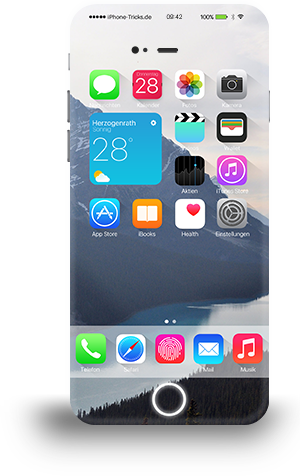 iPhone-Tricks.de 09:42 100%
Donnerstag
28
Kalender Fotos Kamera
Herzogenrath
Sonnig
28°
Wallet
Aktien iTunes Store
App Store iBooks Health Einstellungen
Telefon Safari Mail Musik